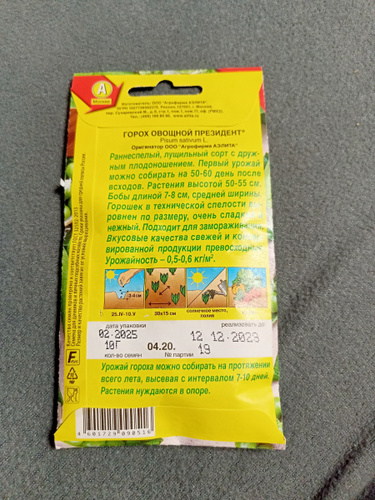 А
ГОРОХ ОВОЩНОЙ ПРЕЗИДЕНТ®
Pisum sativum L.
Оригинатор ООО "Агрофирма АЭЛИТА"
Раннеспелый, лущильный сорт с друж-
ным плодоношением. Первый урожай
можно собирать на 50-60 день после
всходов. Растения высотой 50-55 см.
Бобы длиной 7-8 см, средней ширины.
Горошек в технической спелости
ровнен по размеру, очень
нежный. Подходит для заморажива
Вкусовые качества свежей и кон
вированной продукции превосход
Урожайность – 0,5-0,6 кг/м².
25.IV-10.V 30х15 см солнечное место, полив
дата упаковки реализовать до
02.2025 12 12.2029
10Г 04.20. 19
кол-во семян № партии
Урожай гороха можно собирать на протяжении
всего лета, высевая с интервалом 7-10 дней.
Растения нуждаются в опоре.
4 601729 090516